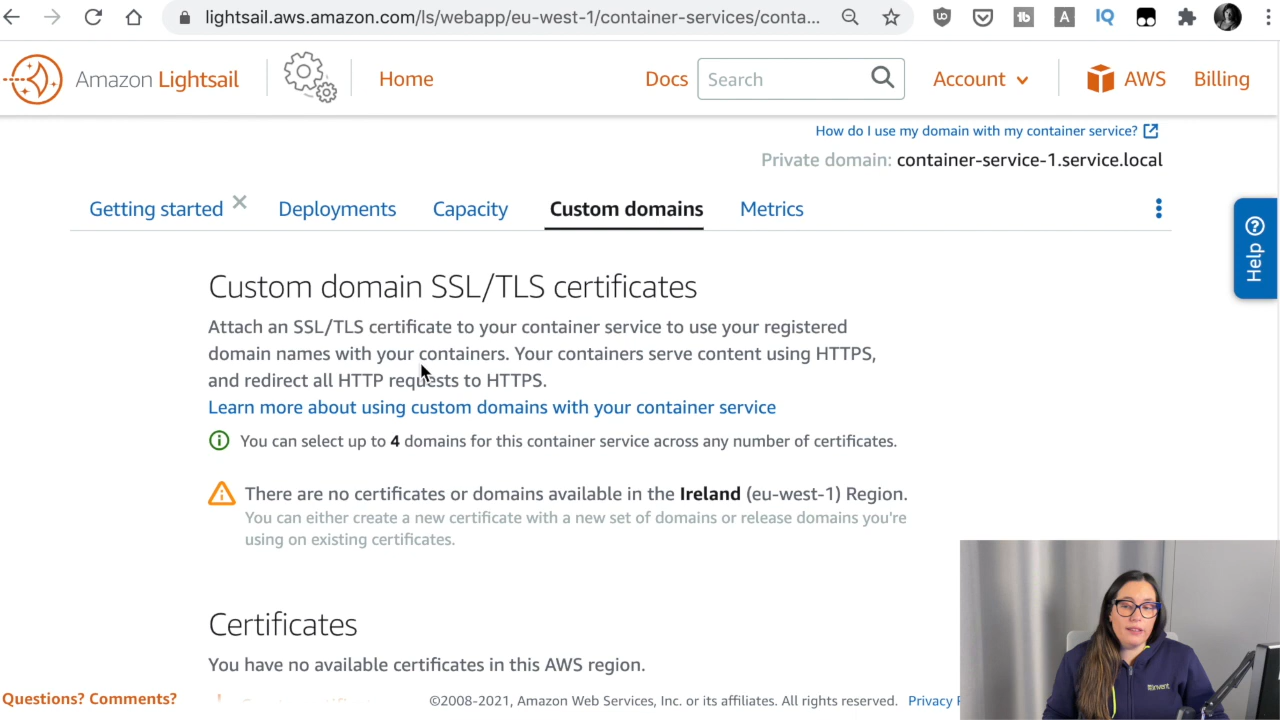 lightsail.aws.amazon.com/ls/webapp/eu-west-1/container-services/conta...
Amazon Lightsail
Home
Docs
Search
Account
AWS
Billing
How do I use my domain with my container service?
Private domain: container-service-1.service.local
Getting started
Deployments
Capacity
Custom domains
Metrics
Help
Custom domain SSL/TLS certificates
Attach an SSL/TLS certificate to your container service to use your registered
domain names with your containers. Your containers serve content using HTTPS,
and redirect all HTTP requests to HTTPS.
Learn more about using custom domains with your container service
You can select up to 4 domains for this container service across any number of certificates.
There are no certificates or domains available in the Ireland (eu-west-1) Region.
You can either create a new certificate with a new set of domains or release domains you're
using on existing certificates.
Certificates
You have no available certificates in this AWS region.
Questions? Comments?
©2008-2021, Amazon Web Services, Inc. or its affiliates. All rights reserved.
Privacy